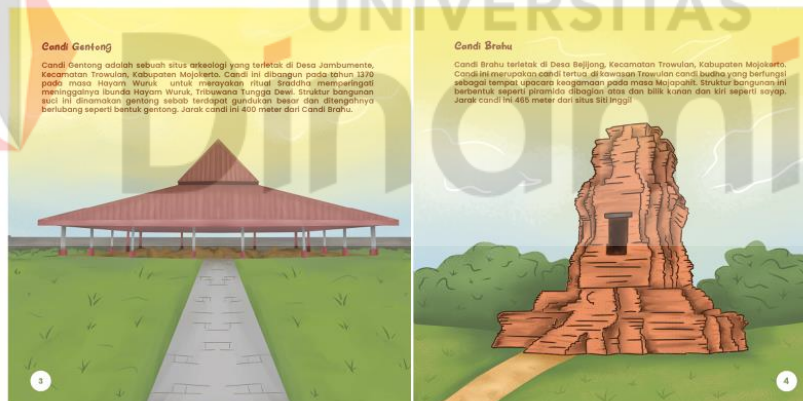 UNIVERSITAS
Dinami
Candi Gentong
Candi Gentong adalah sebuah situs arkeologi yang terletak di Desa Jambumente,
Kecamatan Trowulan, Kabupaten Mojokerto. Candi ini dibangun pada tahun 1370
pada masa Hayam Wuruk untuk merayakan ritual Sraddha memperingati
meninggalnya ibunda Hayam Wuruk, Tribuwana Tungga Dewi. Struktur bangunan
suci ini dinamakan gentong sebab terdapat gundukan besar dan ditengahnya
berlubang seperti bentuk gentong. Jarak candi ini 400 meter dari Candi Brahu.
3
Candi Brahu
Candi Brahu terletak di Desa Bejijong, Kecamatan Trowulan, Kabupaten Mojokerto.
Candi ini merupakan candi tertua di kawasan Trowulan candi budha yang berfungsi
sebagai tempat upacara keagamaan pada masa Majapahit. Struktur bangunan ini
berbentuk seperti piramida dibagian atas dan bilik kanan dan kiri seperti sayap.
Jarak candi ini 465 meter dari situs Siti Inggil
4